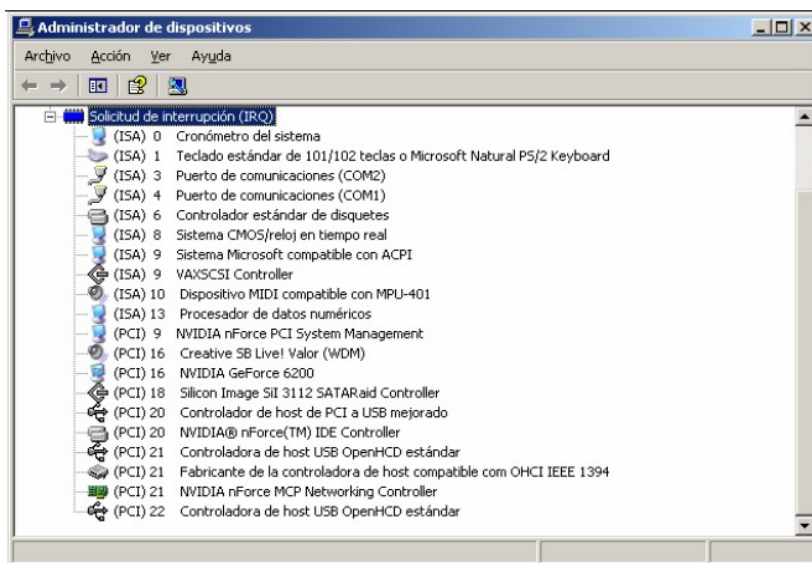 Administrador de dispositivos
Archivo Acción Ver Ayuda
Solicitud de interrupción (IRQ)
(ISA) 0 Cronómetro del sistema
(ISA) 1 Teclado estándar de 101/102 teclas o Microsoft Natural PS/2 Keyboard
(ISA) 3 Puerto de comunicaciones (COM2)
(ISA) 4 Puerto de comunicaciones (COM1)
(ISA) 6 Controlador estándar de disquetes
(ISA) 8 Sistema CMOS/reloj en tiempo real
(ISA) 9 Sistema Microsoft compatible con ACPI
(ISA) 9 VAXSCSI Controller
(ISA) 10 Dispositivo MIDI compatible con MPU-401
(ISA) 13 Procesador de datos numéricos
(PCI) 9 NVIDIA nForce PCI System Management
(PCI) 16 Creative SB Live! Valor (WDM)
(PCI) 16 NVIDIA GeForce 6200
(PCI) 18 Silicon Image SiI 3112 SATARaid Controller
(PCI) 20 Controlador de host de PCI a USB mejorado
(PCI) 20 NVIDIA® nForce(TM) IDE Controller
(PCI) 21 Controladora de host USB OpenHCD estándar
(PCI) 21 Fabricante de la controladora de host compatible com OHCI IEEE 1394
(PCI) 21 NVIDIA nForce MCP Networking Controller
(PCI) 22 Controladora de host USB OpenHCD estándar